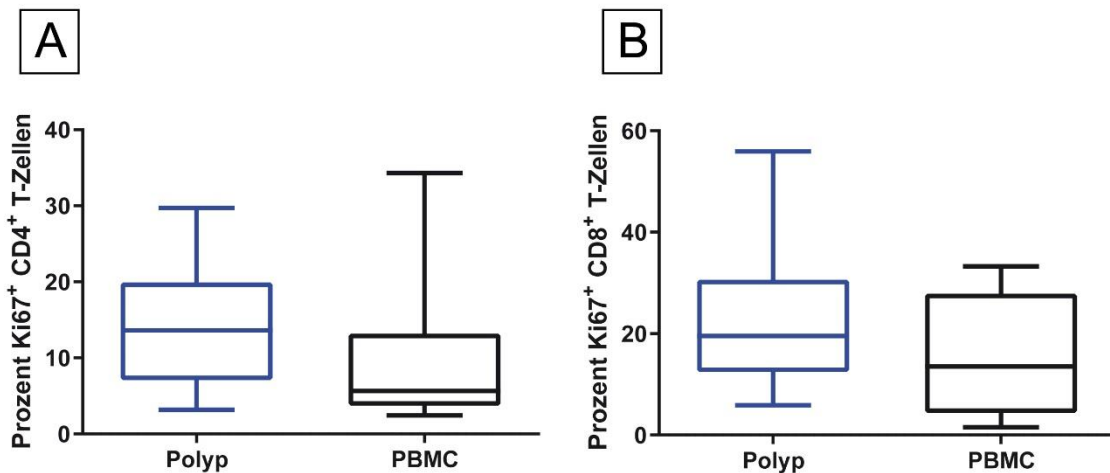 A
Prozent Ki67⁺ CD4⁺ T-Zellen
40
30
20
10
0
Polyp
PBMC
B
Prozent Ki67⁺ CD8⁺ T-Zellen
60
40
20
0
Polyp
PBMC